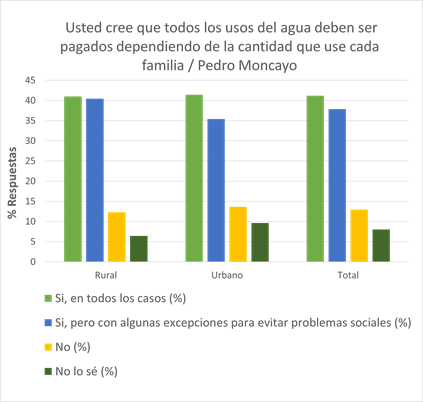 Usted cree que todos los usos del agua deben ser
pagados dependiendo de la cantidad que use cada
familia / Pedro Moncayo
45
40
35
30
25
20
15
10
5
0
% Respuestas
Rural
Urbano
Total
Si, en todos los casos (%)
Si, pero con algunas excepciones para evitar problemas sociales (%)
No (%)
No lo sé (%)